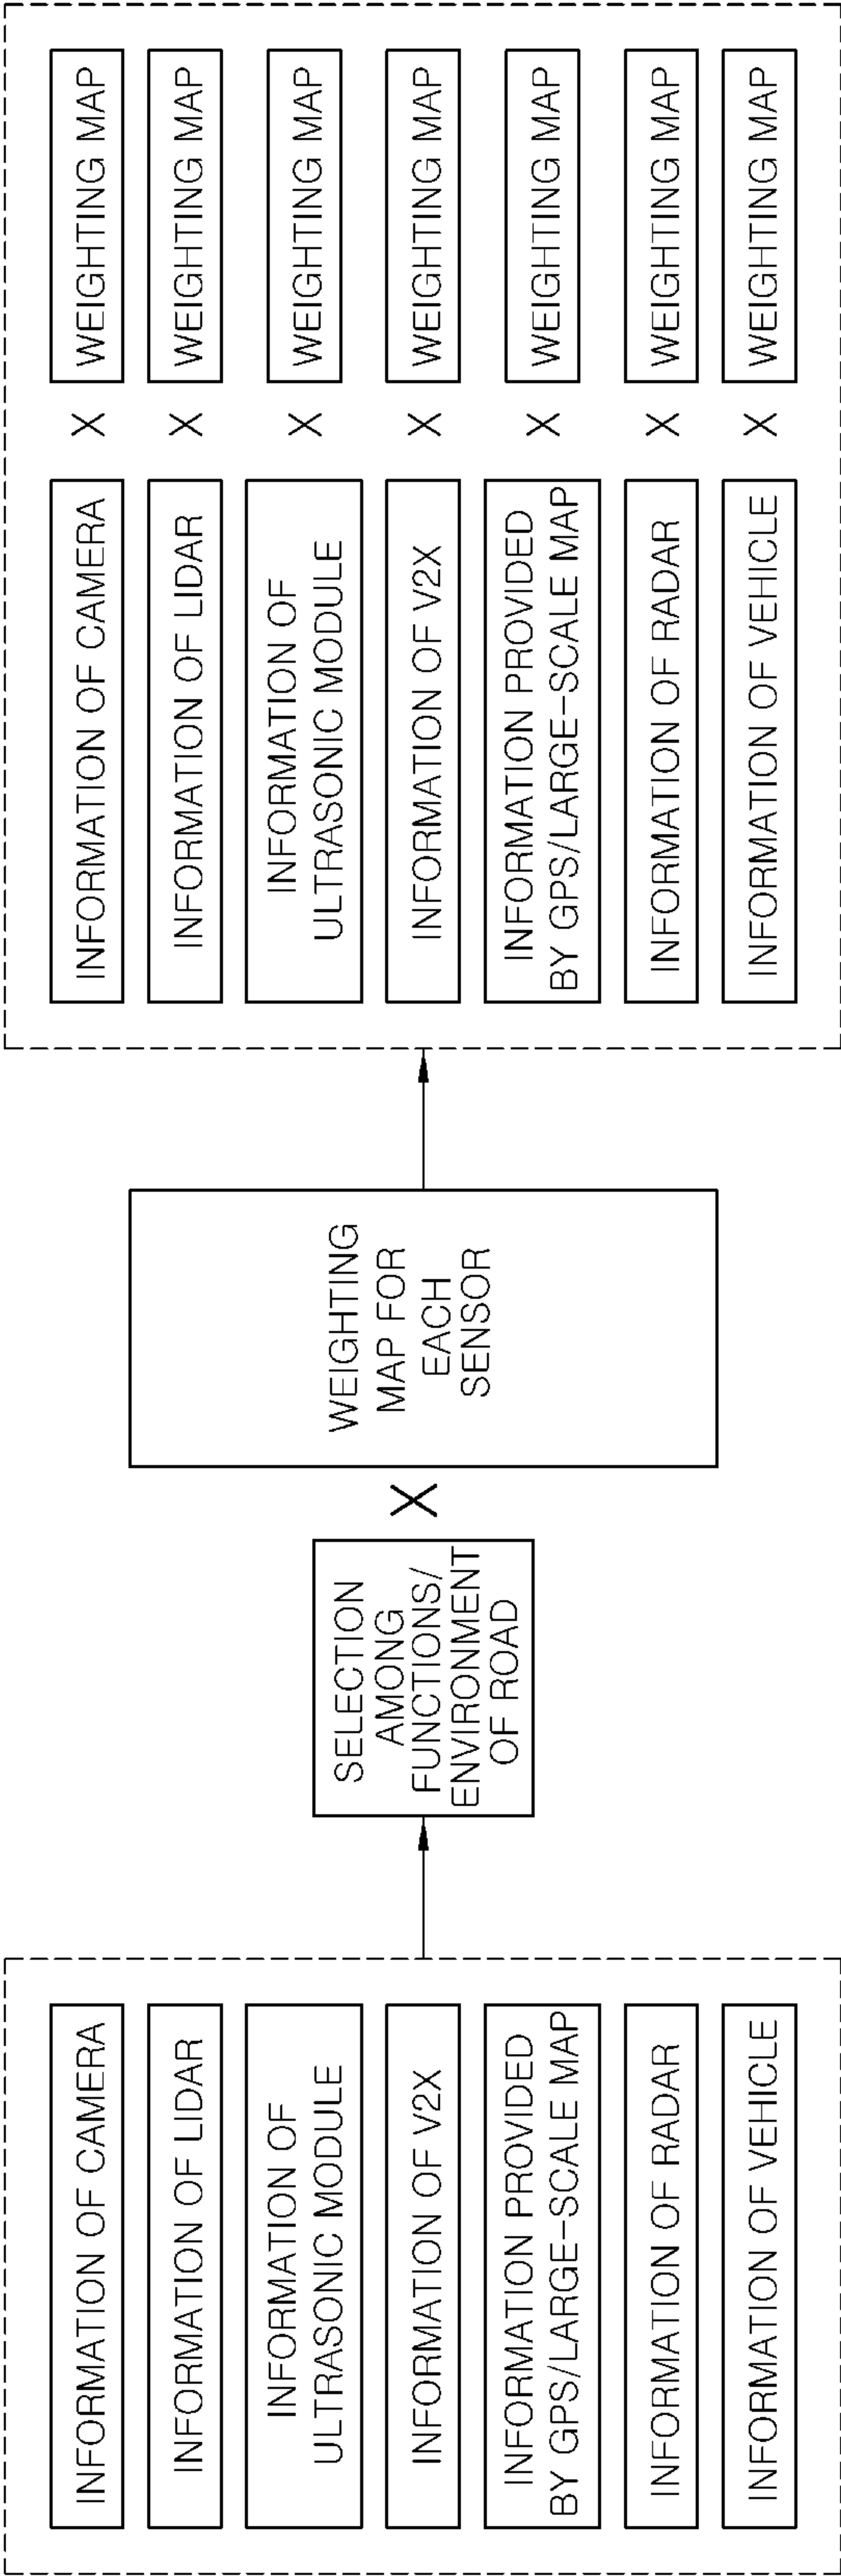 INFORMATION OF CAMERA
INFORMATION OF LIDAR
INFORMATION OF
ULTRASONIC MODULE
INFORMATION OF V2X
INFORMATION PROVIDED
BY GPS/LARGE-SCALE MAP
INFORMATION OF RADAR
INFORMATION OF VEHICLE
SELECTION
AMONG
FUNCTIONS/
ENVIRONMENT
OF ROAD
X
WEIGHTING
MAP FOR
EACH
SENSOR
INFORMATION OF CAMERA X WEIGHTING MAP
INFORMATION OF LIDAR X WEIGHTING MAP
INFORMATION OF
ULTRASONIC MODULE X WEIGHTING MAP
INFORMATION OF V2X X WEIGHTING MAP
INFORMATION PROVIDED
BY GPS/LARGE-SCALE MAP X WEIGHTING MAP
INFORMATION OF RADAR X WEIGHTING MAP
INFORMATION OF VEHICLE X WEIGHTING MAP